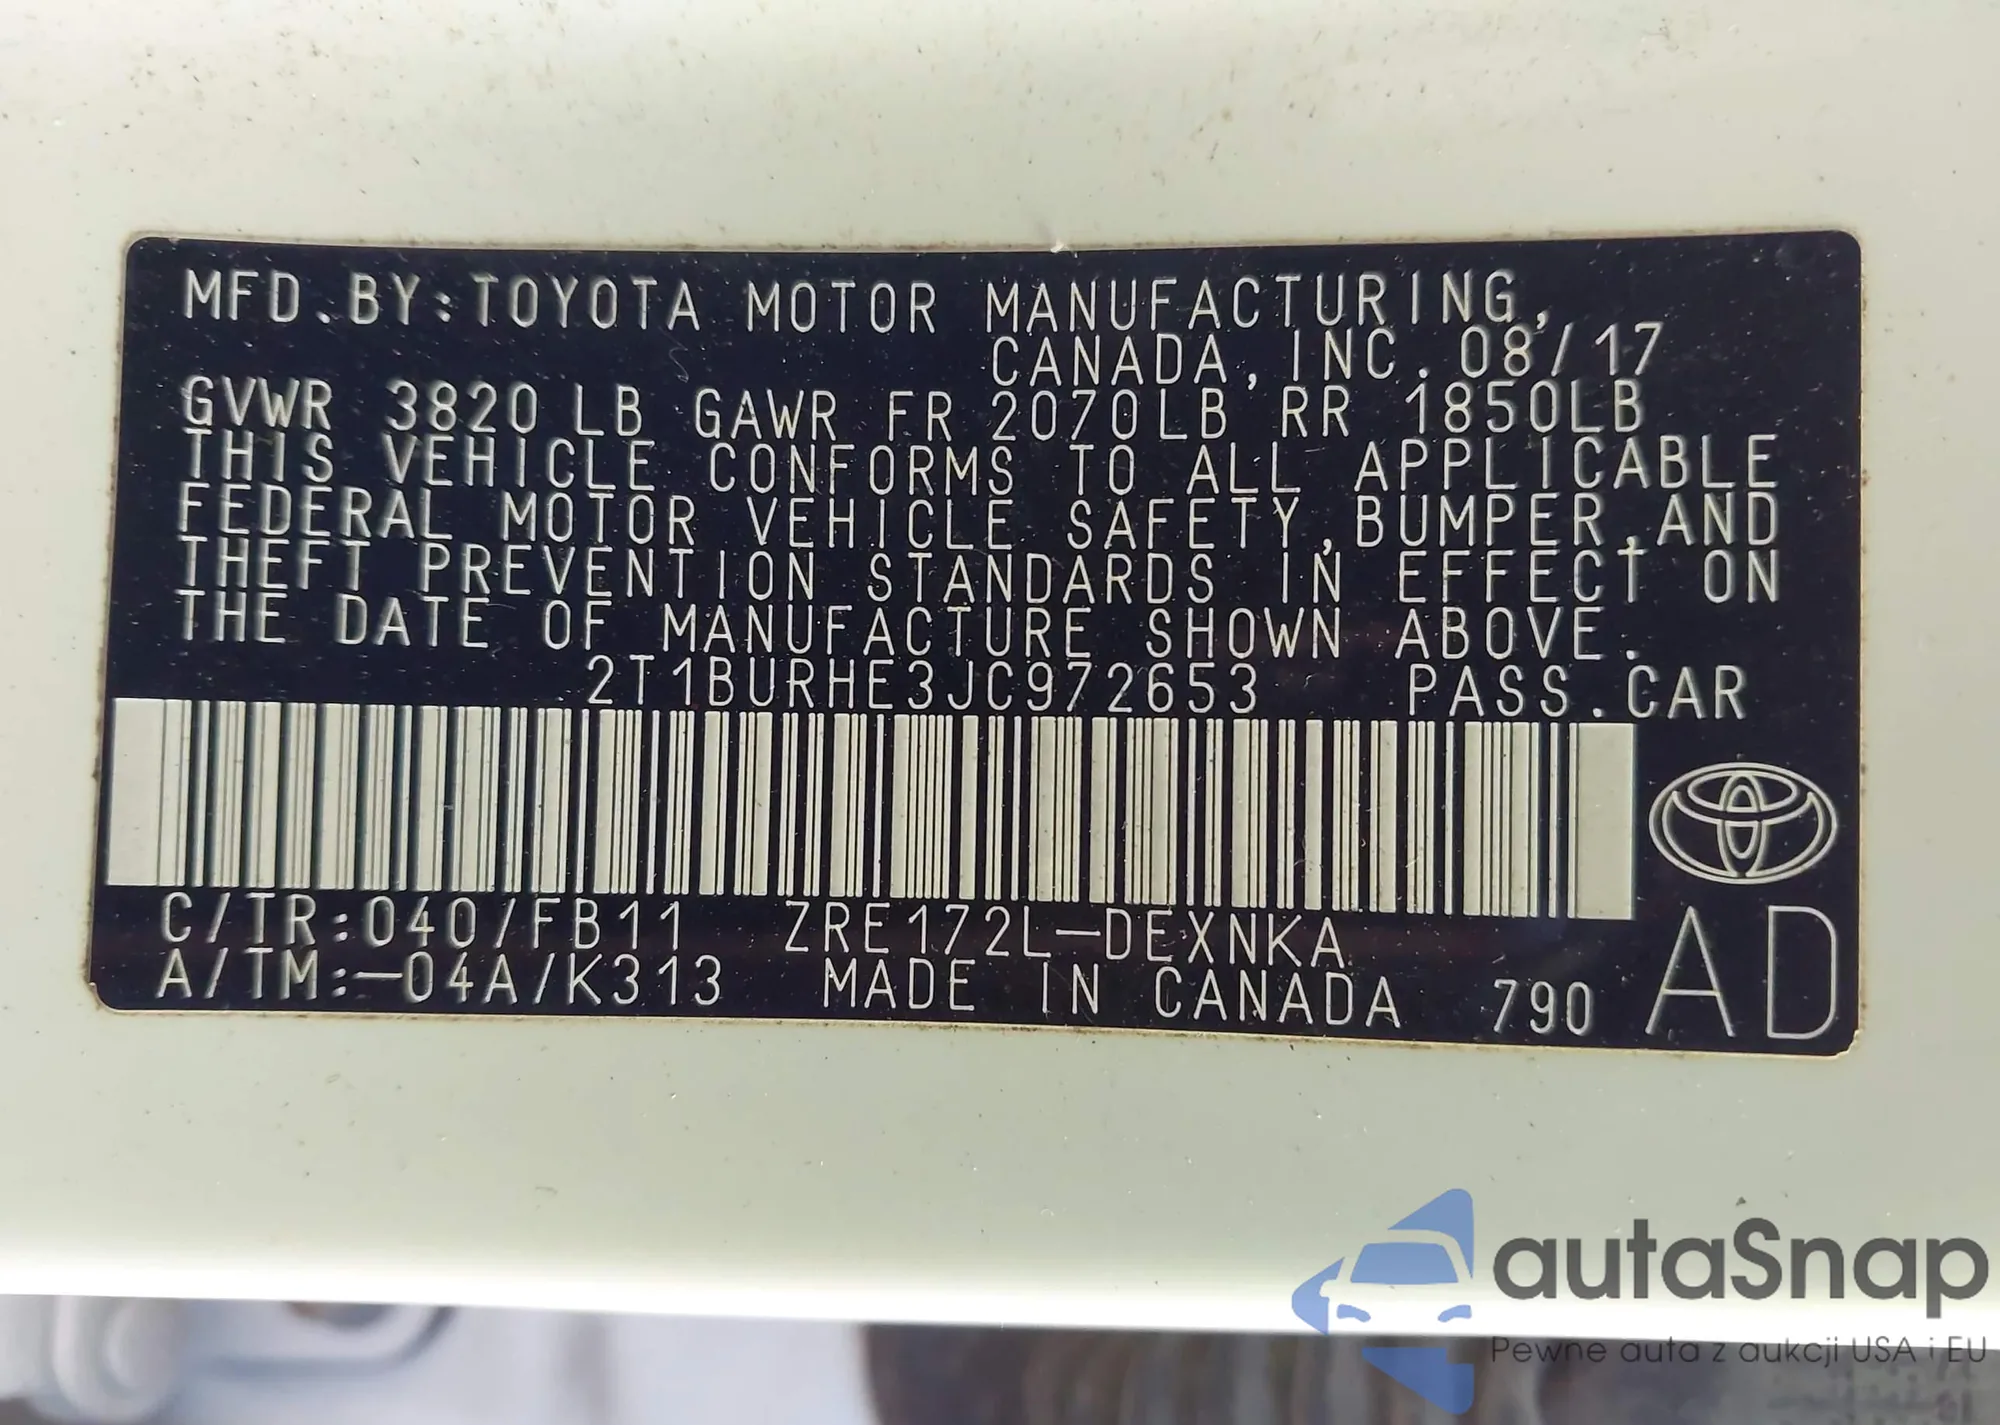 MFD.BY:TOYOTA MOTOR MANUFACTURING,
CANADA,INC. 08/17
GVWR 3820 LB GAWR FR 2070LB RR 1850LB
THIS VEHICLE CONFORMS TO ALL APPLICABLE
FEDERAL MOTOR VEHICLE SAFETY,BUMPER,AND
THEFT PREVENTION STANDARDS IN EFFECT ON
THE DATE OF MANUFACTURE SHOWN ABOVE.
2T1BURHE3JC972653 PASS.CAR
C/TR:040/FB11 ZRE172L-DEXNKA
A/TM:-04A/K313 MADE IN CANADA 790
AD
autaSnap
Pewne auta z aukcji USA i EU